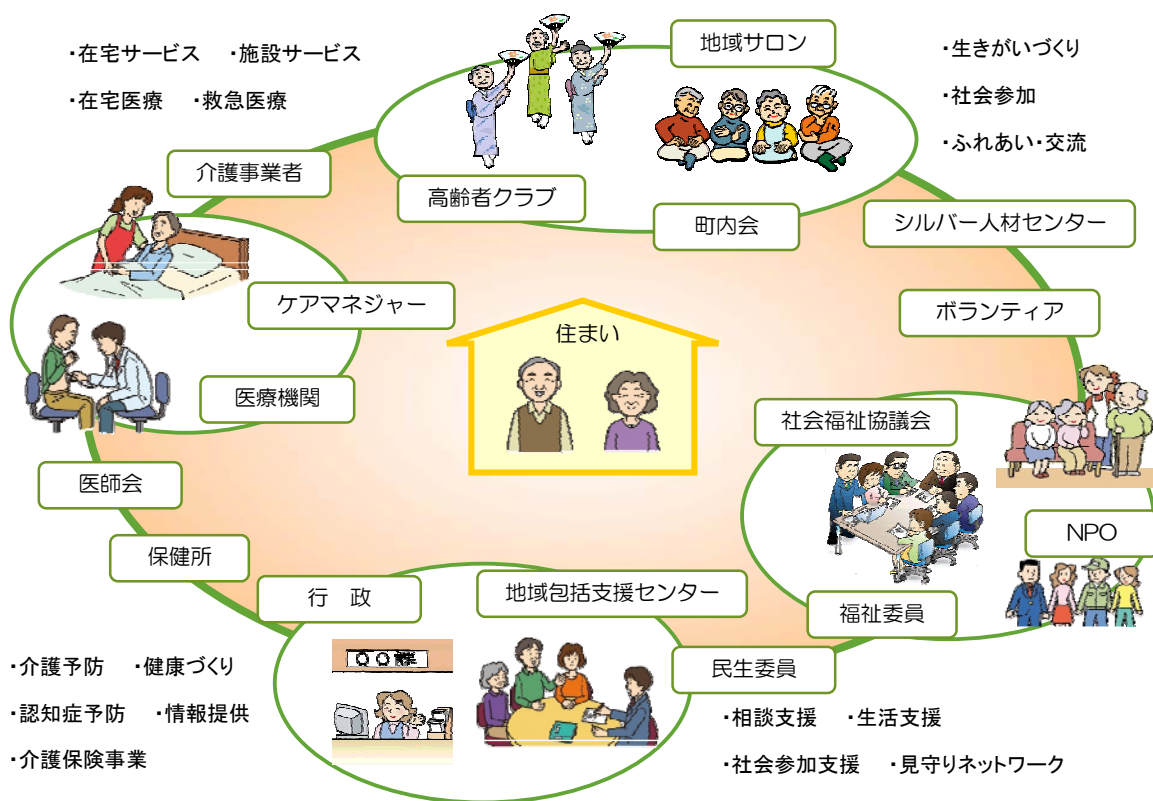 ・在宅サービス ・施設サービス
・在宅医療 ・救急医療
地域サロン
・生きがいづくり
・社会参加
・ふれあい・交流
介護事業者
高齢者クラブ
町内会
シルバー人材センター
ケアマネジャー
ボランティア
住まい
医療機関
社会福祉協議会
医師会
NPO
保健所
行 政
地域包括支援センター
福祉委員
〇〇課
民生委員
・介護予防 ・健康づくり
・認知症予防 ・情報提供
・介護保険事業
・相談支援 ・生活支援
・社会参加支援 ・見守りネットワーク